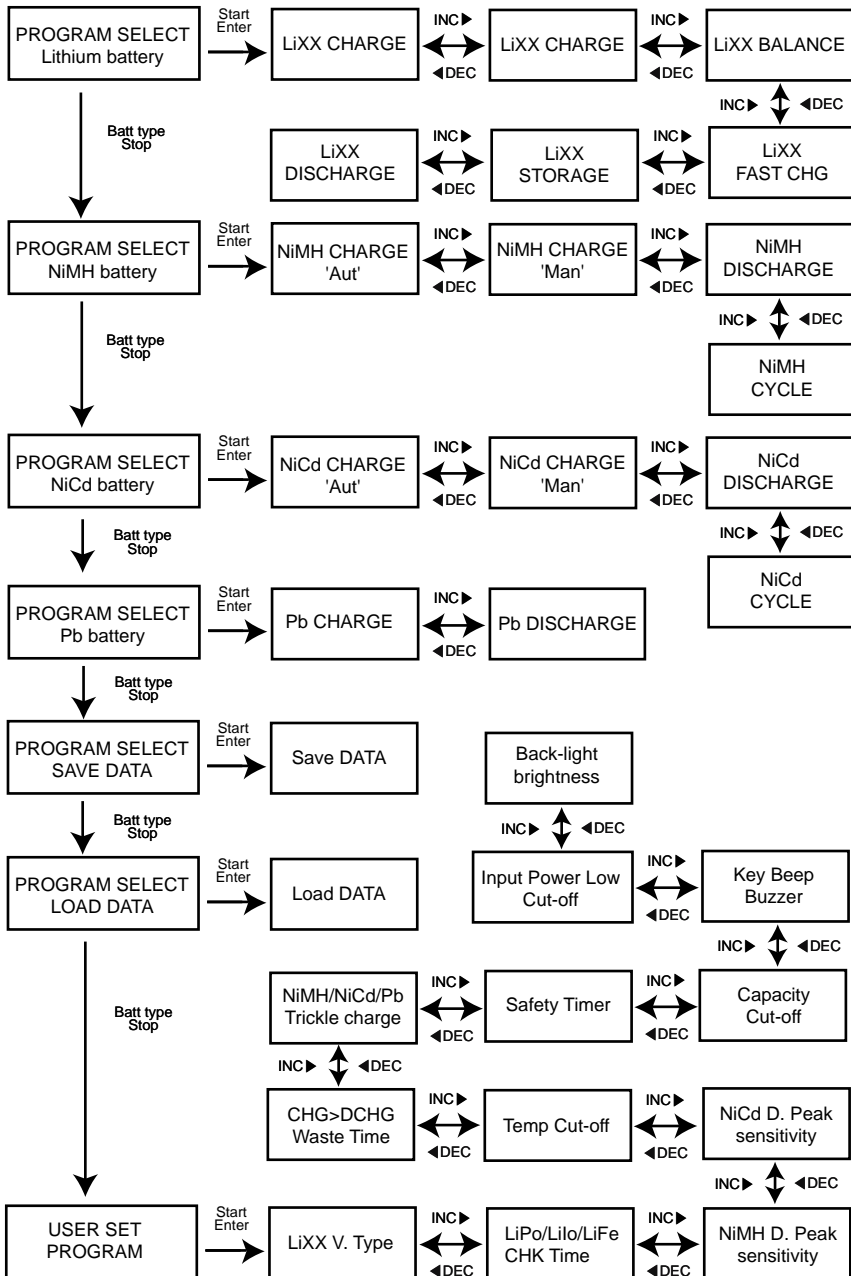 PROGRAM SELECT
Lithium battery
Start
Enter
LiXX CHARGE
INC▶
◀DEC
LiXX CHARGE
INC▶
◀DEC
LiXX BALANCE
INC▶ ◀DEC
Batt type
Stop
LiXX
DISCHARGE
INC▶
◀DEC
LiXX
STORAGE
INC▶
◀DEC
LiXX
FAST CHG
PROGRAM SELECT
NiMH battery
Start
Enter
NiMH CHARGE
'Aut'
INC▶
◀DEC
NiMH CHARGE
'Man'
INC▶
◀DEC
NiMH
DISCHARGE
INC▶ ◀DEC
Batt type
Stop
NiMH
CYCLE
PROGRAM SELECT
NiCd battery
Start
Enter
NiCd CHARGE
'Aut'
INC▶
◀DEC
NiCd CHARGE
'Man'
INC▶
◀DEC
NiCd
DISCHARGE
INC▶ ◀DEC
Batt type
Stop
NiCd
CYCLE
PROGRAM SELECT
Pb battery
Start
Enter
Pb CHARGE
INC▶
◀DEC
Pb DISCHARGE
Batt type
Stop
PROGRAM SELECT
SAVE DATA
Start
Enter
Save DATA
Back-light
brightness
INC▶ ◀DEC
Batt type
Stop
PROGRAM SELECT
LOAD DATA
Start
Enter
Load DATA
Input Power Low
Cut-off
INC▶
◀DEC
Key Beep
Buzzer
INC▶ ◀DEC
Batt type
Stop
NiMH/NiCd/Pb
Trickle charge
INC▶
◀DEC
Safety Timer
INC▶
◀DEC
Capacity
Cut-off
INC▶ ◀DEC
CHG>DCHG
Waste Time
INC▶
◀DEC
Temp Cut-off
INC▶
◀DEC
NiCd D. Peak
sensitivity
INC▶ ◀DEC
USER SET
PROGRAM
Start
Enter
LiXX V. Type
INC▶
◀DEC
LiPo/LiIo/LiFe
CHK Time
INC▶
◀DEC
NiMH D. Peak
sensitivity